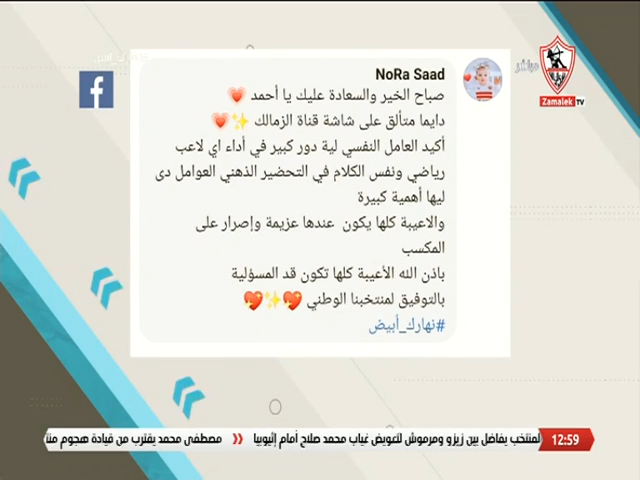 مباشر
Zamalek TV
NoRa Saad
صباح الخير والسعادة عليك يا أحمد 💗
دايما متألق على شاشة قناة الزمالك ✨💗
أكيد العامل النفسي لية دور كبير في أداء اي لاعب
رياضي ونفس الكلام في التحضير الذهني العوامل دى
ليها أهمية كبيرة
والاعيبة كلها يكون عندها عزيمة وإصرار على
المكسب
باذن الله الأعيبة كلها تكون قد المسؤلية
بالتوفيق لمنتخبنا الوطني 💖✨💖
#نهارك_أبيض
12:59
لمنتخب يفاضل بين زيزو ومرموش لتعويض غياب محمد صلاح أمام إثيوبيا
مصطفى محمد يقترب من قيادة هجوم منت